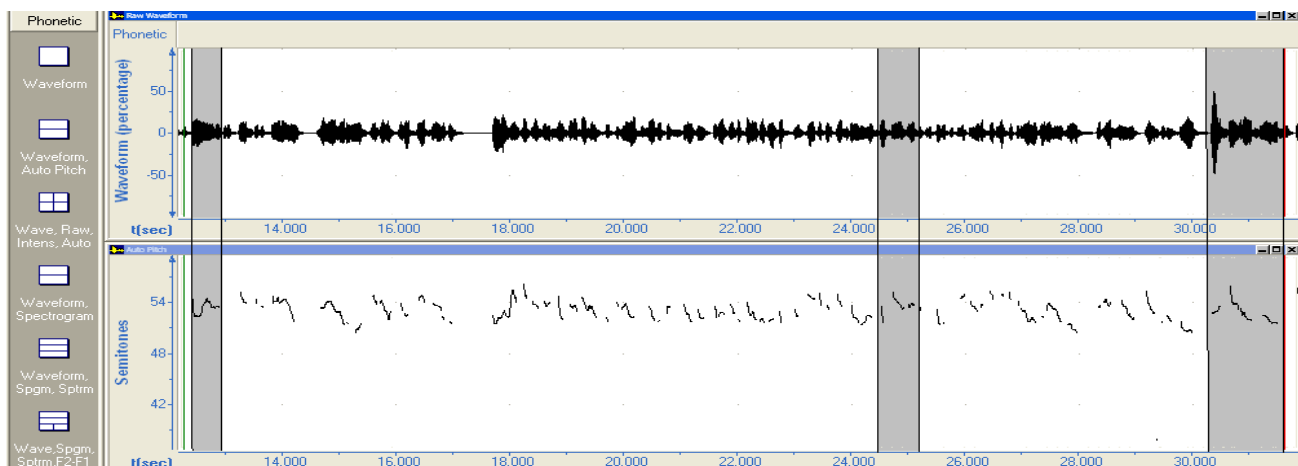 Phonetic
Waveform
Waveform,
Auto Pitch
Wave, Raw,
Intens, Auto
Waveform,
Spectrogram
Waveform,
Spgm, Sptrm
Wave,Spgm,
Sptrm,F2-F1
Raw Waveform
Phonetic
Waveform (percentage)
50
0
-50
t(sec)
14.000
16.000
18.000
20.000
22.000
24.000
26.000
28.000
30.000
Auto Pitch
Semitones
54
48
42
t(sec)
14.000
16.000
18.000
20.000
22.000
24.000
26.000
28.000
30.000